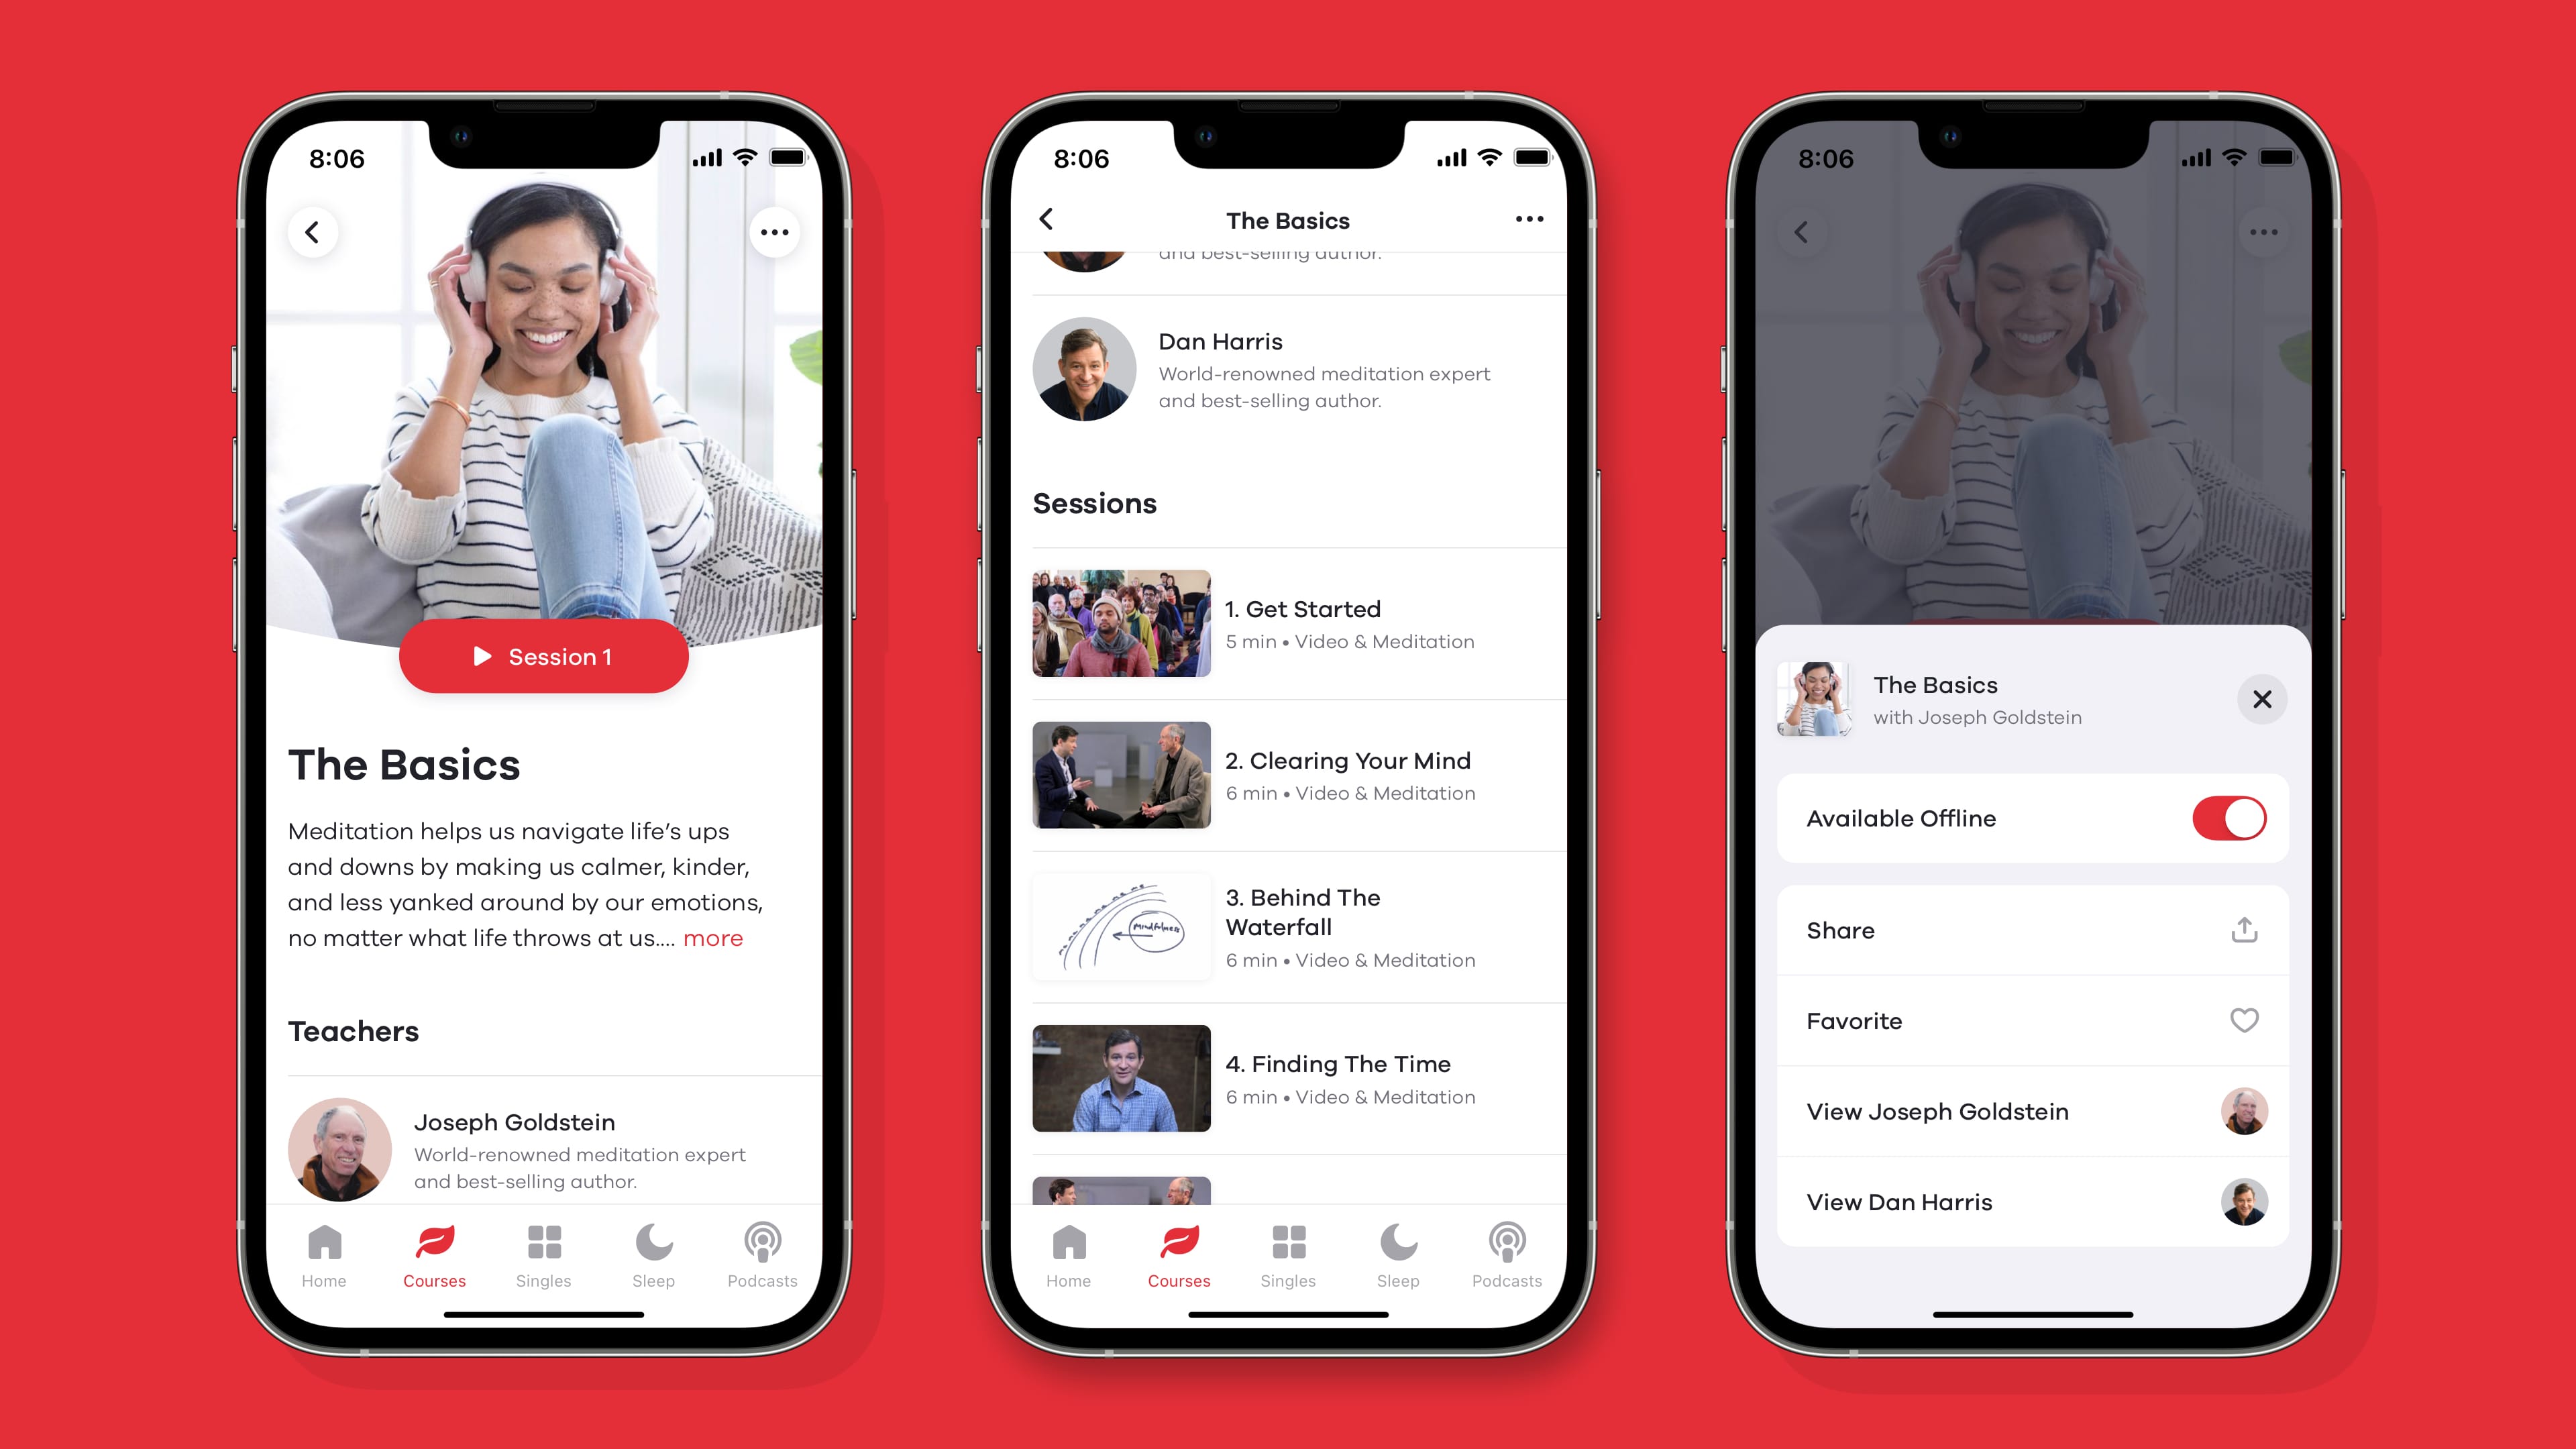 8:06
Session 1
The Basics
Meditation helps us navigate life’s ups
and downs by making us calmer, kinder,
and less yanked around by our emotions,
no matter what life throws at us.... more
Teachers
Joseph Goldstein
World-renowned meditation expert
and best-selling author.
Home
Courses
Singles
Sleep
Podcasts
8:06
The Basics
and best-selling author.
Dan Harris
World-renowned meditation expert
and best-selling author.
Sessions
1. Get Started
5 min • Video & Meditation
2. Clearing Your Mind
6 min • Video & Meditation
Mindfulness
3. Behind The
Waterfall
6 min • Video & Meditation
4. Finding The Time
6 min • Video & Meditation
Home
Courses
Singles
Sleep
Podcasts
8:06
The Basics
with Joseph Goldstein
Available Offline
Share
Favorite
View Joseph Goldstein
View Dan Harris